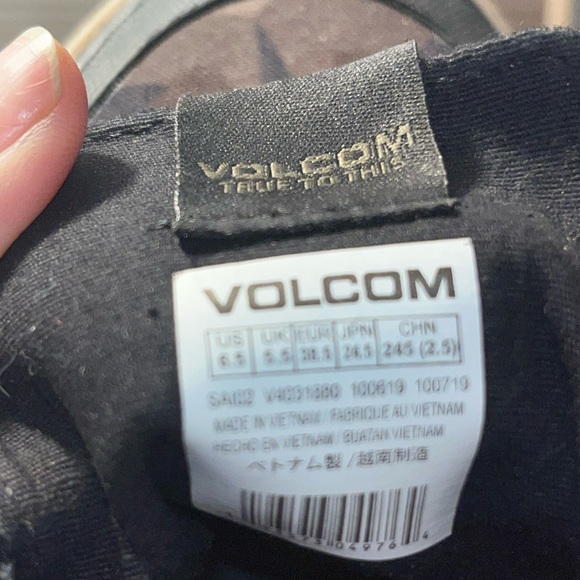 VOLCOM
TRUE TO THIS
VOLCOM
US UK EUR JPN CHN
6.5 5.5 38.5 24.5 245 (2.5)
100619 100719
MADE IN VIETNAM / FABRIQUE AU VIETNAM
HECHO EN VIETNAM / BUATAN VIETNAM
ベトナム製 / 越南制造